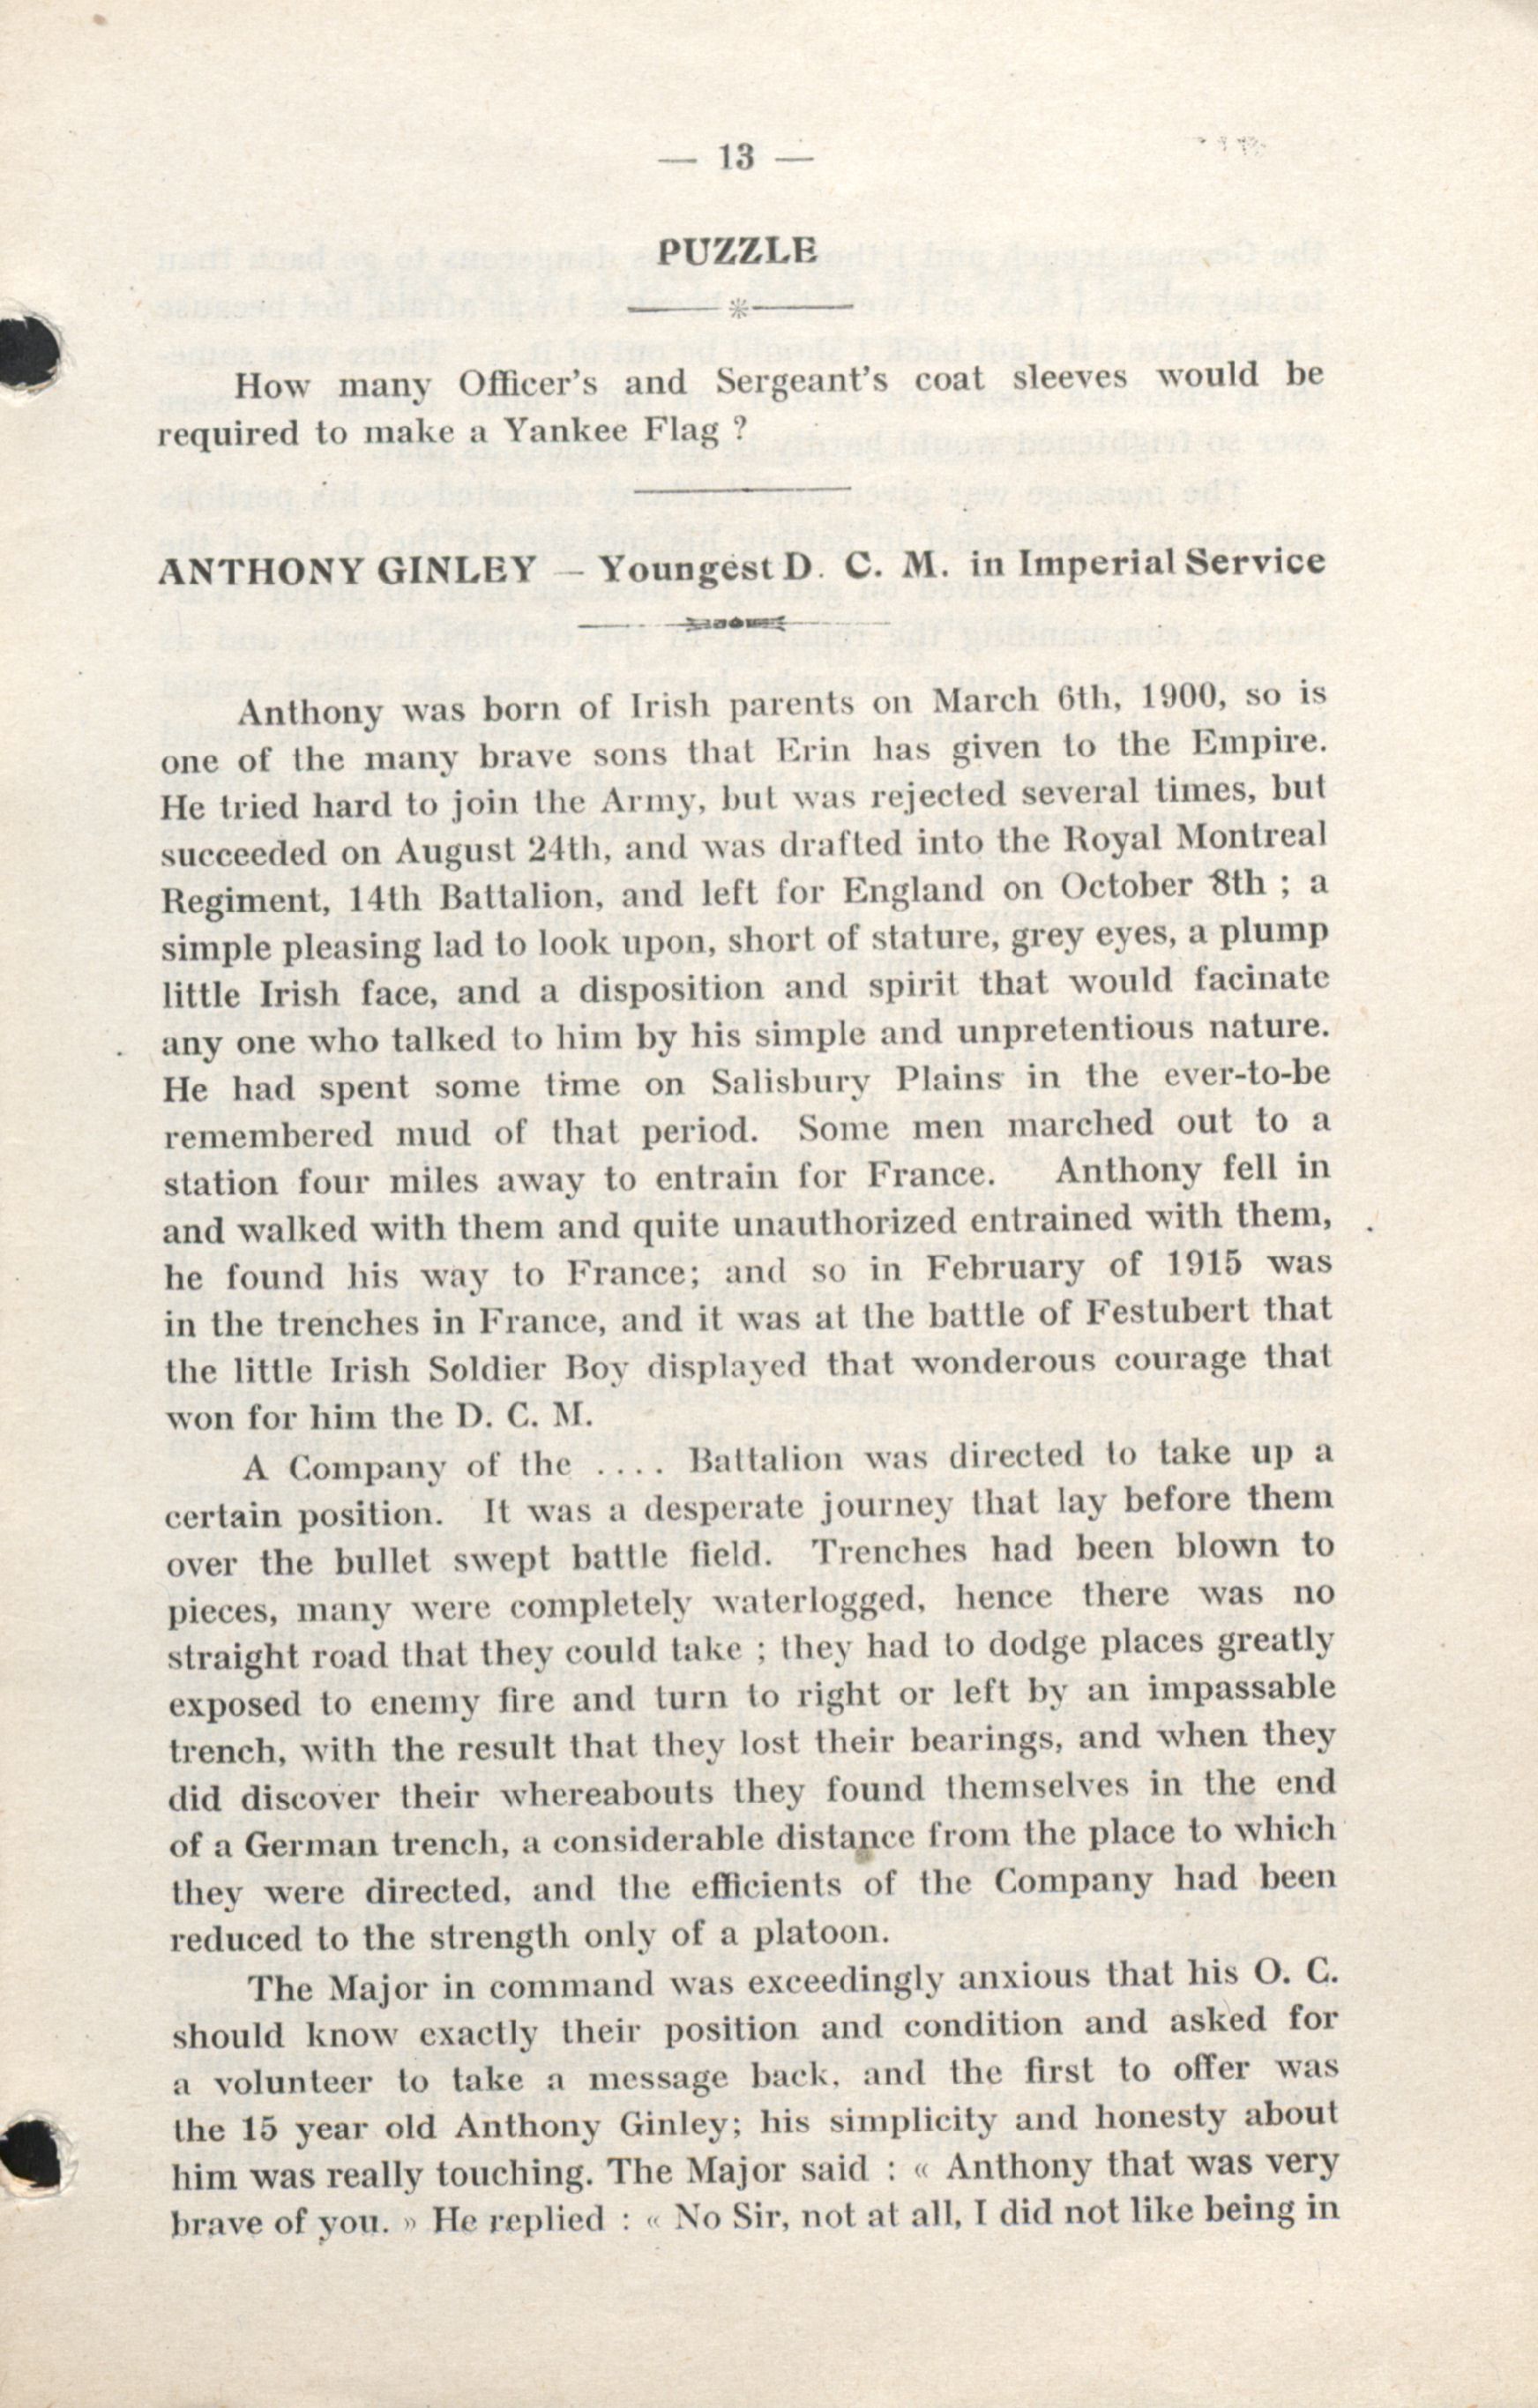 — 13 —
PUZZLE
How many Officer's and Sergeant's coat sleeves would be
required to make a Yankee Flag ?
ANTHONY GINLEY — Youngest D. C. M. in Imperial Service
Anthony was born of Irish parents on March 6th, 1900, so is
one of the many brave sons that Erin has given to the Empire.
He tried hard to join the Army, but was rejected several times, but
succeeded on August 24th, and was drafted into the Royal Montreal
Regiment, 14th Battalion, and left for England on October 8th ; a
simple pleasing lad to look upon, short of stature, grey eyes, a plump
little Irish face, and a disposition and spirit that would facinate
any one who talked to him by his simple and unpretentious nature.
He had spent some time on Salisbury Plains in the ever-to-be
remembered mud of that period. Some men marched out to a
station four miles away to entrain for France. Anthony fell in
and walked with them and quite unauthorized entrained with them,
he found his way to France; and so in February of 1915 was
in the trenches in France, and it was at the battle of Festubert that
the little Irish Soldier Boy displayed that wonderous courage that
won for him the D. C. M.
A Company of the .... Battalion was directed to take up a
certain position. It was a desperate journey that lay before them
over the bullet swept battle field. Trenches had been blown to
pieces, many were completely waterlogged, hence there was no
straight road that they could take ; they had to dodge places greatly
exposed to enemy fire and turn to right or left by an impassable
trench, with the result that they lost their bearings, and when they
did discover their whereabouts they found themselves in the end
of a German trench, a considerable distance from the place to which
they were directed, and the efficients of the Company had been
reduced to the strength only of a platoon.
The Major in command was exceedingly anxious that his O. C.
should know exactly their position and condition and asked for
a volunteer to take a message back, and the first to offer was
the 15 year old Anthony Ginley; his simplicity and honesty about
him was really touching. The Major said : « Anthony that was very
brave of you. » He replied : « No Sir, not at all, I did not like being in